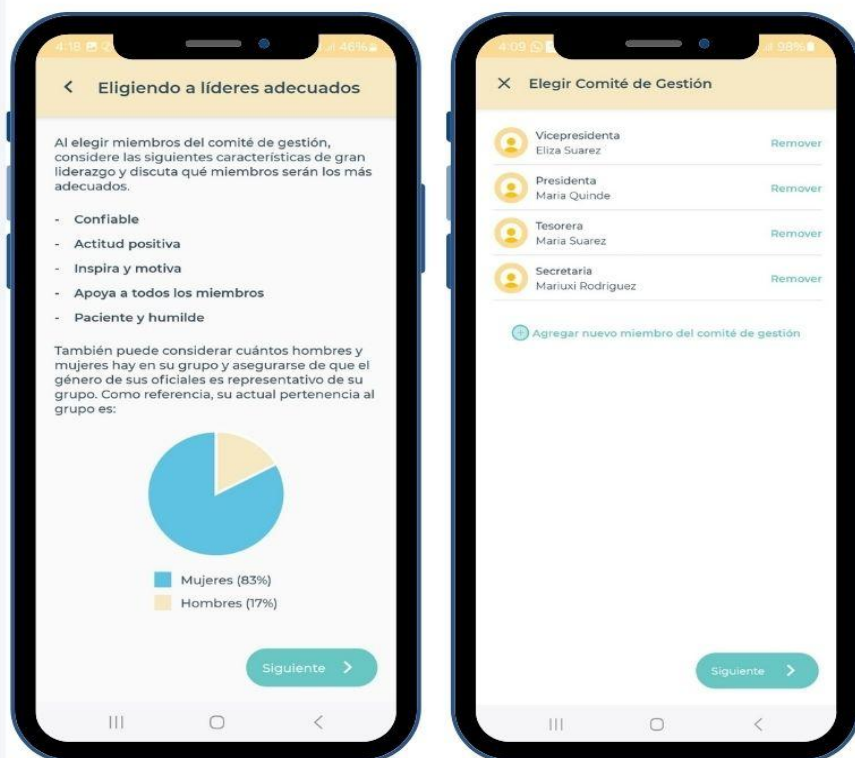 4:18
46%
Eligiendo a líderes adecuados
Al elegir miembros del comité de gestión,
considere las siguientes características de gran
liderazgo y discuta qué miembros serán los más
adecuados.
- Confiable
- Actitud positiva
- Inspira y motiva
- Apoya a todos los miembros
- Paciente y humilde
También puede considerar cuántos hombres y
mujeres hay en su grupo y asegurarse de que el
género de sus oficiales es representativo de su
grupo. Como referencia, su actual pertenencia al
grupo es:
Mujeres (83%)
Hombres (17%)
Siguiente
4:09
98%
Elegir Comité de Gestión
Vicepresidenta
Eliza Suarez
Remover
Presidenta
Maria Quinde
Remover
Tesorera
Maria Suarez
Remover
Secretaria
Mariuxi Rodriguez
Remover
Agregar nuevo miembro del comité de gestión
Siguiente